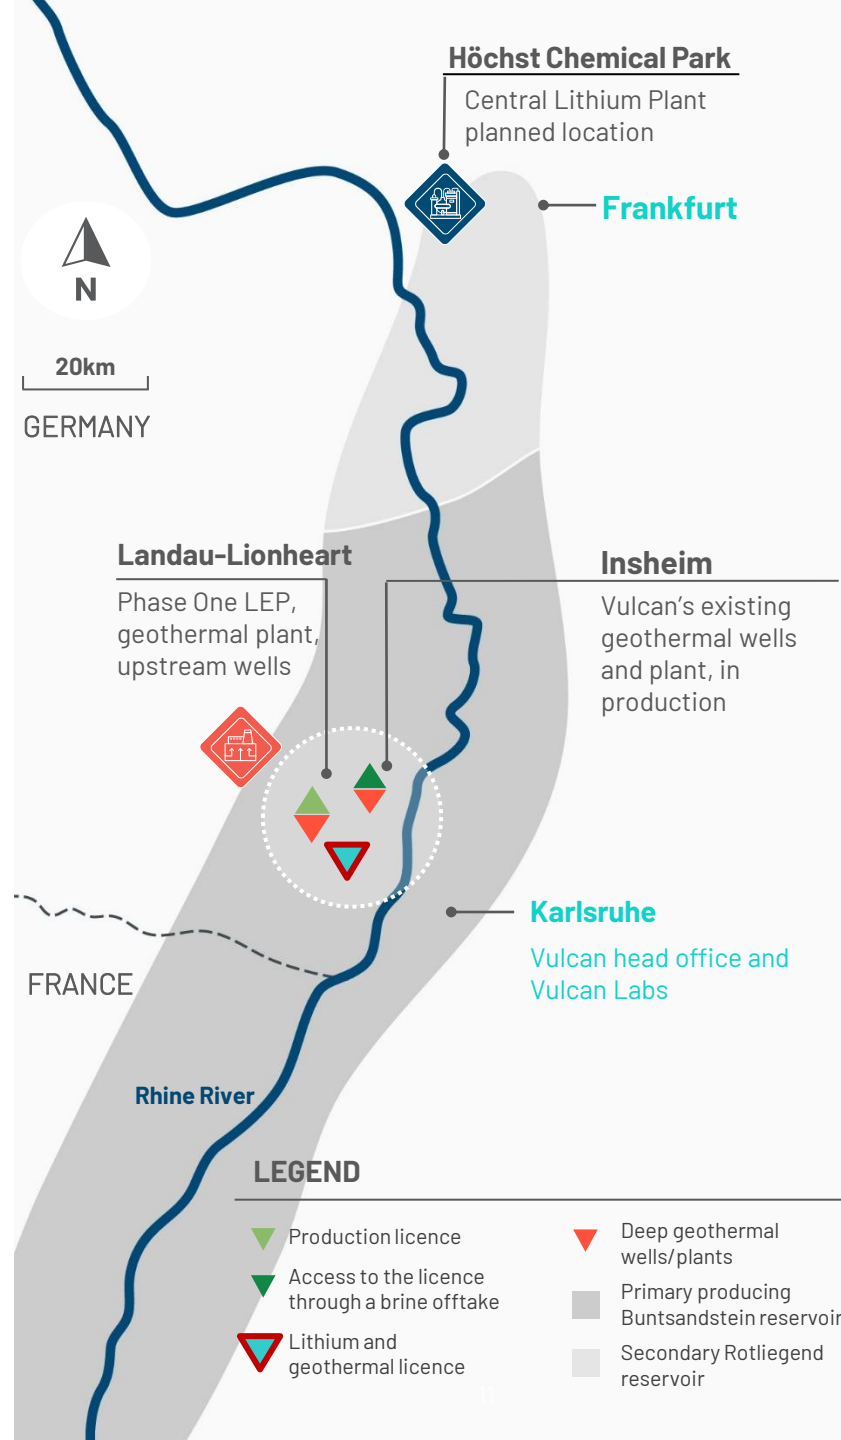 Höchst Chemical Park
Central Lithium Plant
planned location
Frankfurt
N
20km
GERMANY
Landau-Lionheart
Phase One LEP,
geothermal plant,
upstream wells
Insheim
Vulcan's existing
geothermal wells
and plant, in
production
Karlsruhe
Vulcan head office and
Vulcan Labs
FRANCE
Rhine River
LEGEND
Production licence
Access to the licence
through a brine offtake
Lithium and
geothermal licence
Deep geothermal
wells/plants
Primary producing
Buntsandstein reservoir
Secondary Rotliegend
reservoir